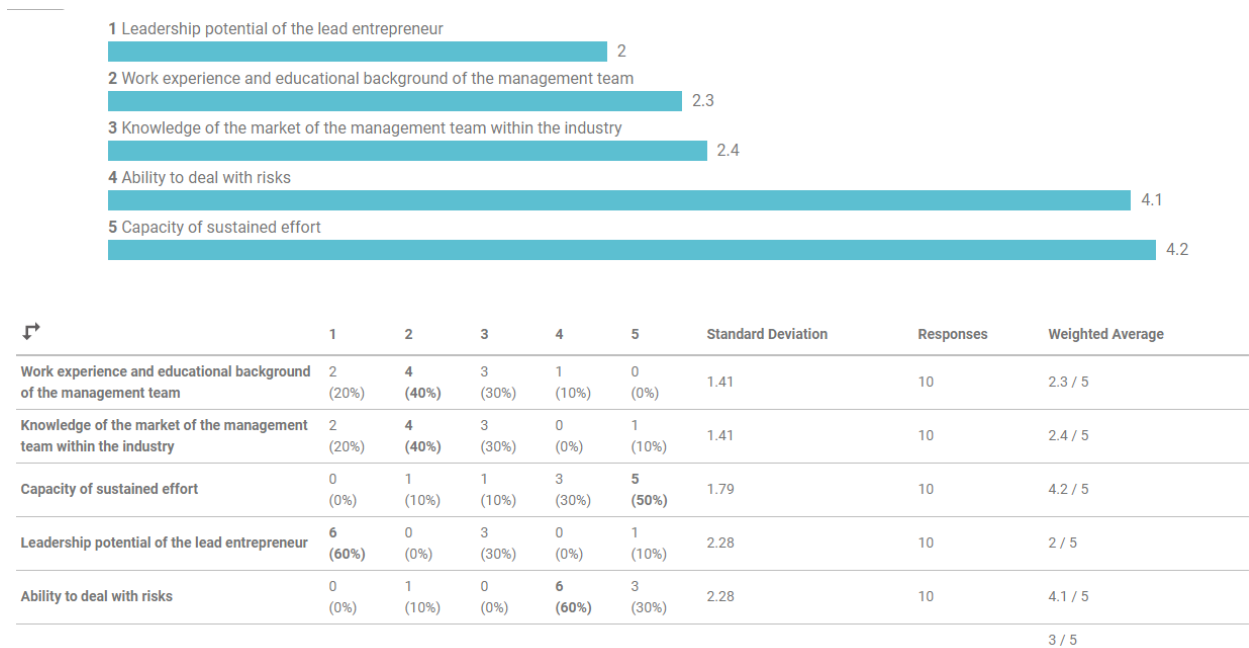 1 Leadership potential of the lead entrepreneur
2
2 Work experience and educational background of the management team
2.3
3 Knowledge of the market of the management team within the industry
2.4
4 Ability to deal with risks
4.1
5 Capacity of sustained effort
4.2
1 2 3 4 5 Standard Deviation Responses Weighted Average
Work experience and educational background 2 4 3 1 0
of the management team (20%) (40%) (30%) (10%) (0%)
1.41 10 2.3 / 5
Knowledge of the market of the management 2 4 3 0 1
team within the industry (20%) (40%) (30%) (0%) (10%)
1.41 10 2.4 / 5
Capacity of sustained effort
0 1 1 3 5
(0%) (10%) (10%) (30%) (50%)
1.79 10 4.2 / 5
Leadership potential of the lead entrepreneur
6 0 3 0 1
(60%) (0%) (30%) (0%) (10%)
2.28 10 2 / 5
Ability to deal with risks
0 1 0 6 3
(0%) (10%) (0%) (60%) (30%)
2.28 10 4.1 / 5
3 / 5